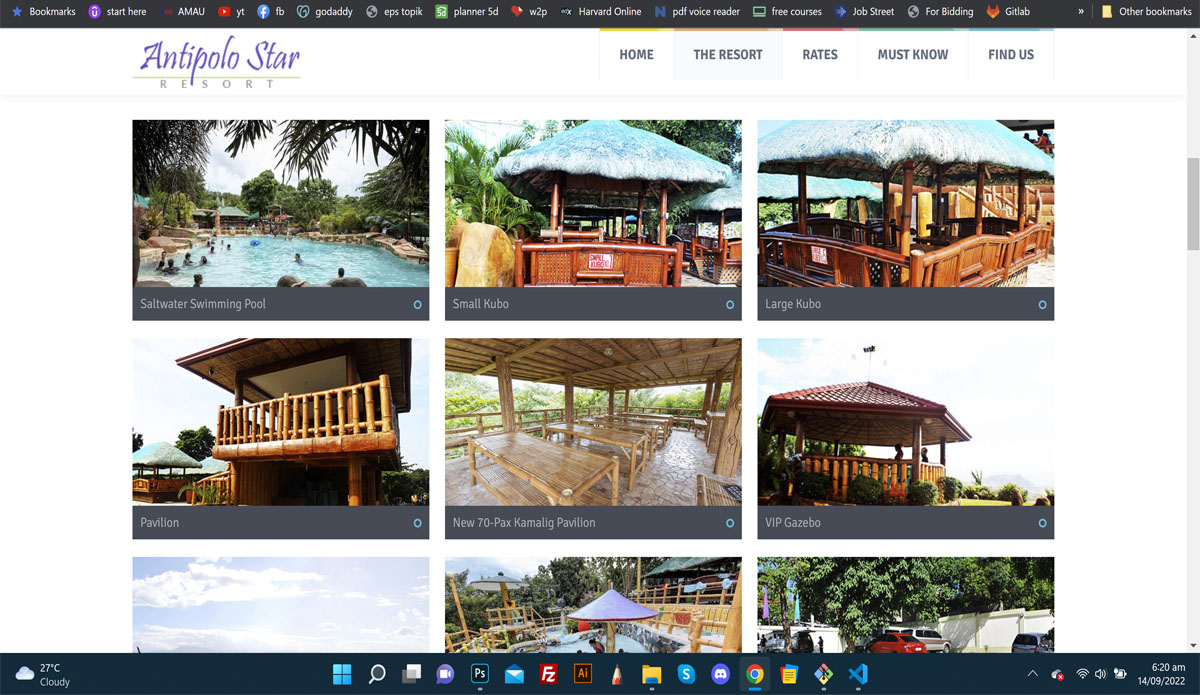 Bookmarks start here AMAU yt fb godaddy eps topik planner 5d w2p Harvard Online pdf voice reader free courses Job Street For Bidding Gitlab » Other bookmarks
Antipolo Star
RESORT
HOME THE RESORT RATES MUST KNOW FIND US
SMALL
KUBO
Saltwater Swimming Pool Small Kubo Large Kubo
Pavilion New 70-Pax Kamalig Pavilion VIP Gazebo
27°C
Cloudy
Ps
Fz
Ai
S
6:20 am
14/09/2022